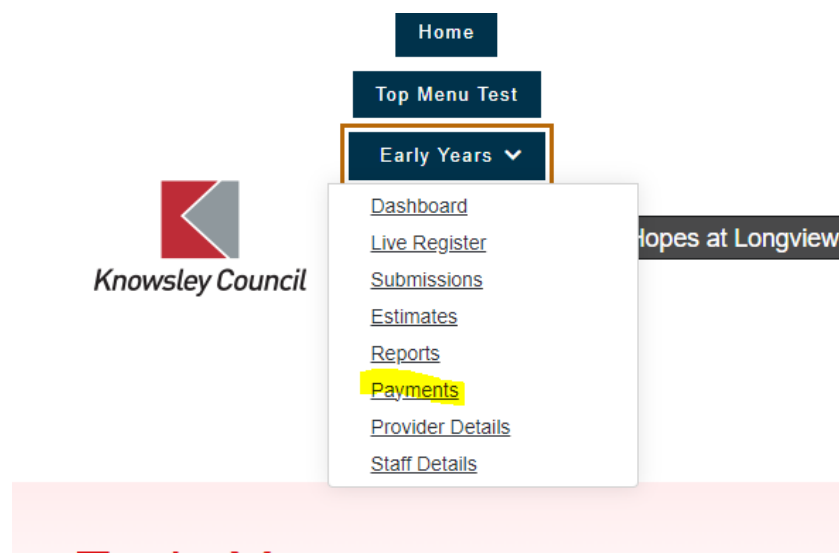 Home
Top Menu Test
Early Years
Dashboard
Live Register
Submissions
Estimates
Reports
Payments
Provider Details
Staff Details
Knowsley Council
Hopes at Longview